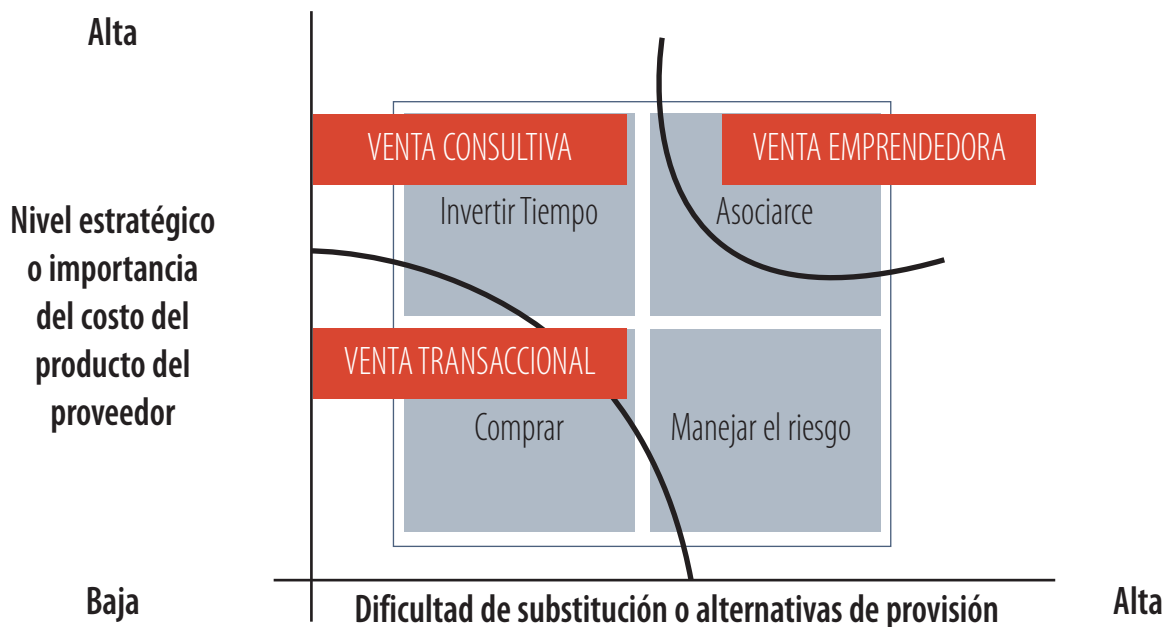 Alta
VENTA CONSULTIVA
VENTA EMPRENDEDORA
Invertir Tiempo
Asociarce
Nivel estratégico
o importancia
del costo del
producto del
proveedor
VENTA TRANSACCIONAL
Comprar
Manejar el riesgo
Baja
Dificultad de substitución o alternativas de provisión
Alta